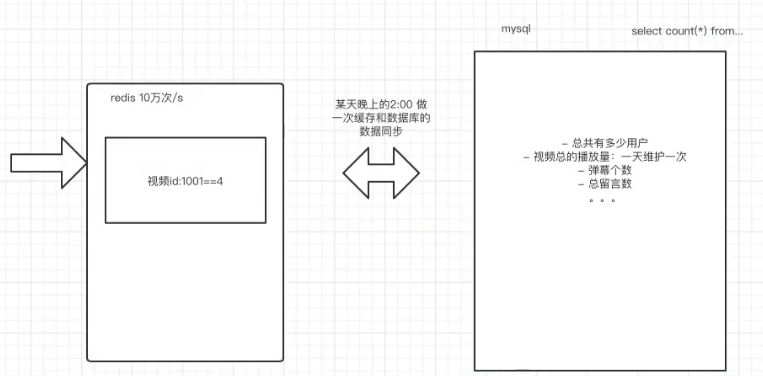 mysql
select count(*) from...
redis 10万次/s
某天晚上的2:00 做
一次缓存和数据库的
数据同步
视频id:1001==4
- 总共有多少用户
- 视频总的播放量：一天维护一次
- 弹幕个数
- 总留言数
。。。